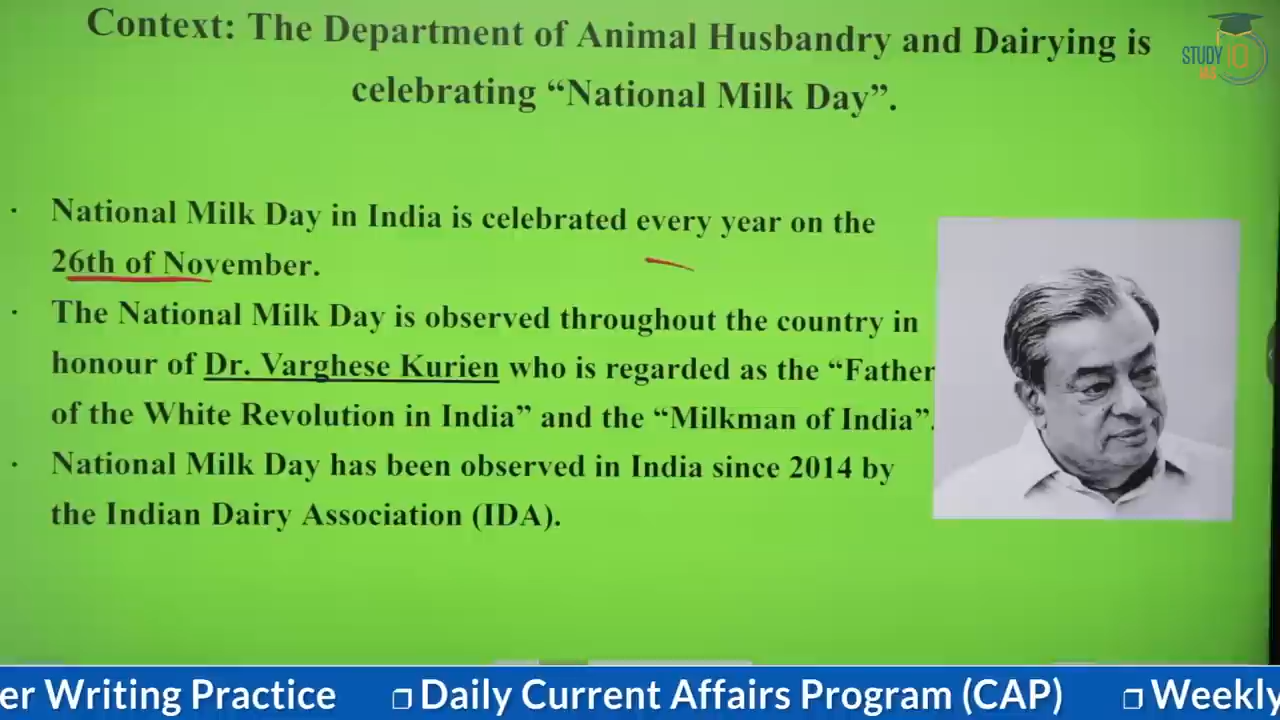 Context: The Department of Animal Husbandry and Dairying is
celebrating “National Milk Day”.
STUDY IQ
IAS
· National Milk Day in India is celebrated every year on the
26th of November.
· The National Milk Day is observed throughout the country in
honour of Dr. Varghese Kurien who is regarded as the “Father
of the White Revolution in India” and the “Milkman of India”.
· National Milk Day has been observed in India since 2014 by
the Indian Dairy Association (IDA).
er Writing Practice ❐ Daily Current Affairs Program (CAP) ❐ Weekly